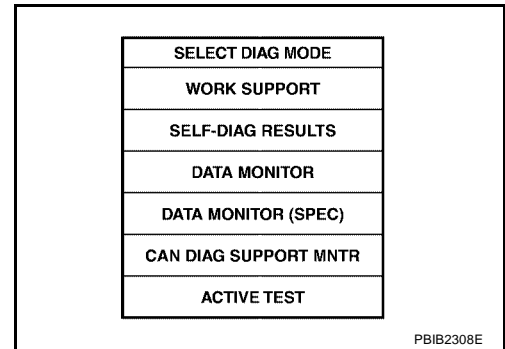 SELECT DIAG MODE
WORK SUPPORT
SELF-DIAG RESULTS
DATA MONITOR
DATA MONITOR (SPEC)
CAN DIAG SUPPORT MNTR
ACTIVE TEST
PBIB2308E